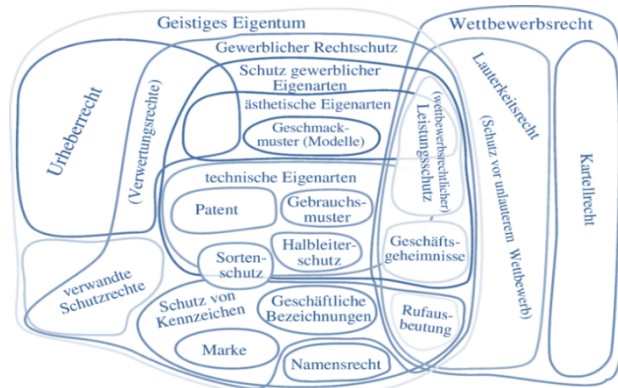 Geistiges Eigentum
Wettbewerbsrecht
Gewerblicher Rechtschutz
Schutz gewerblicher
Eigenarten
ästhetische Eigenarten
Geschmack-
muster (Modelle)
Urheberrecht
(Verwertungsrechte)
(wettbewerbsrechtlicher)
Leistungsschutz
Lauterkeitsrecht
(Schutz vor unlauterem Wettbewerb)
Kartellrecht
technische Eigenarten
Patent
Gebrauchs-
muster
Sorten-
schutz
Halbleiter-
schutz
Geschäfts-
geheimnisse
verwandte
Schutzrechte
Schutz von
Kennzeichen
Geschäftliche
Bezeichnungen
Rufaus-
beutung
Marke
Namensrecht